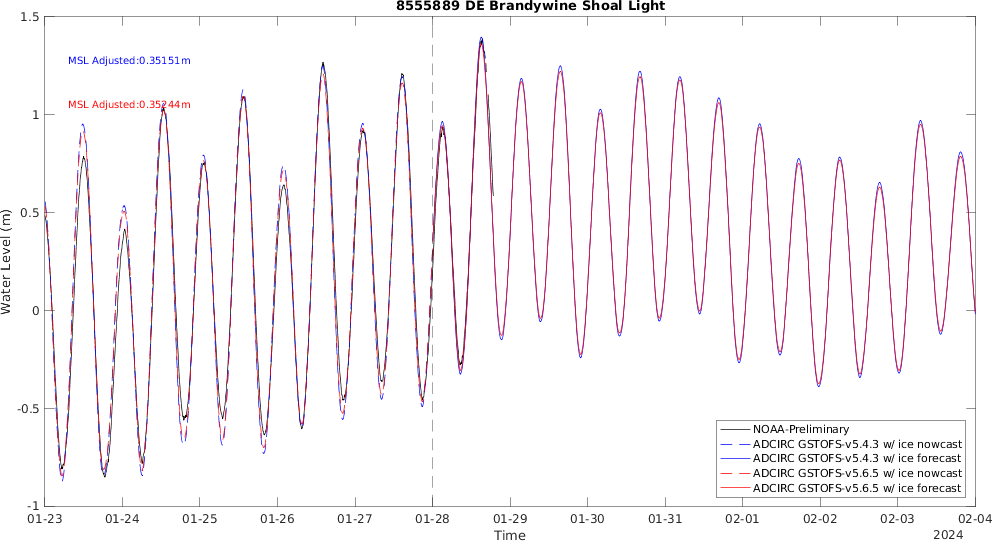 8555889 DE Brandywine Shoal Light
1.5
1
0.5
0
-0.5
-1
Water Level (m)
MSL Adjusted:0.35151m
MSL Adjusted:0.35244m
NOAA-Preliminary
ADCIRC GSTOFS-v5.4.3 w/ ice nowcast
ADCIRC GSTOFS-v5.4.3 w/ ice forecast
ADCIRC GSTOFS-v5.6.5 w/ ice nowcast
ADCIRC GSTOFS-v5.6.5 w/ ice forecast
01-23 01-24 01-25 01-26 01-27 01-28 01-29 01-30 01-31 02-01 02-02 02-03 02-04
Time
2024